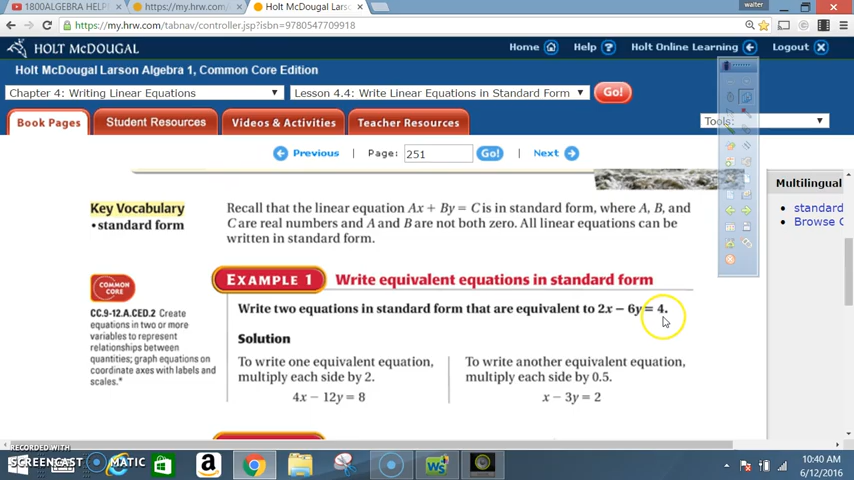 1800ALGEBRA HELP
https://my.hrw.com/tabnav/
Holt McDougal Lars
walter
https://my.hrw.com/tabnav/controller.jsp?isbn=9780547709918
HOLT MCDOUGAL
Home
Help
Holt Online Learning
Logout
Holt McDougal Larson Algebra 1, Common Core Edition
Chapter 4: Writing Linear Equations
Lesson 4.4: Write Linear Equations in Standard Form
Go!
Book Pages
Student Resources
Videos & Activities
Teacher Resources
Tools:
Previous | Page: 251 Go! | Next
Multilingual
standard
Browse C
Key Vocabulary
• standard form
Recall that the linear equation Ax + By = C is in standard form, where A, B, and
C are real numbers and A and B are not both zero. All linear equations can be
written in standard form.
EXAMPLE 1 Write equivalent equations in standard form
COMMON
CORE
CC.9-12.A.CED.2 Create
equations in two or more
variables to represent
relationships between
quantities; graph equations on
coordinate axes with labels and
scales.*
Write two equations in standard form that are equivalent to 2x − 6y = 4.
Solution
To write one equivalent equation,
multiply each side by 2.
4x − 12y = 8
To write another equivalent equation,
multiply each side by 0.5.
x − 3y = 2
RECORDED WITH
SCREENCAST MATIC
10:40 AM
6/12/2016